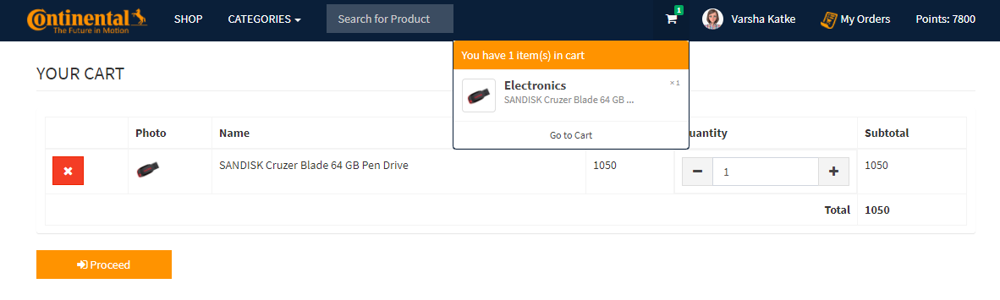 Continental
The Future in Motion
SHOP
CATEGORIES
Search for Product
1
Varsha Katke
My Orders
Points: 7800
You have 1 item(s) in cart
Electronics
× 1
SANDISK Cruzer Blade 64 GB ...
Go to Cart
YOUR CART
Photo
Name
uantity
Subtotal
SANDISK Cruzer Blade 64 GB Pen Drive
1050
1
1050
Total
1050
Proceed